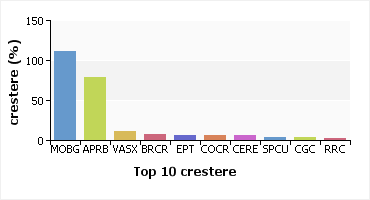 crestere (%)
150
100
50
0
MOBG APRB VASX BRCR EPT COCR CERE SPCU CGC RRC
Top 10 crestere